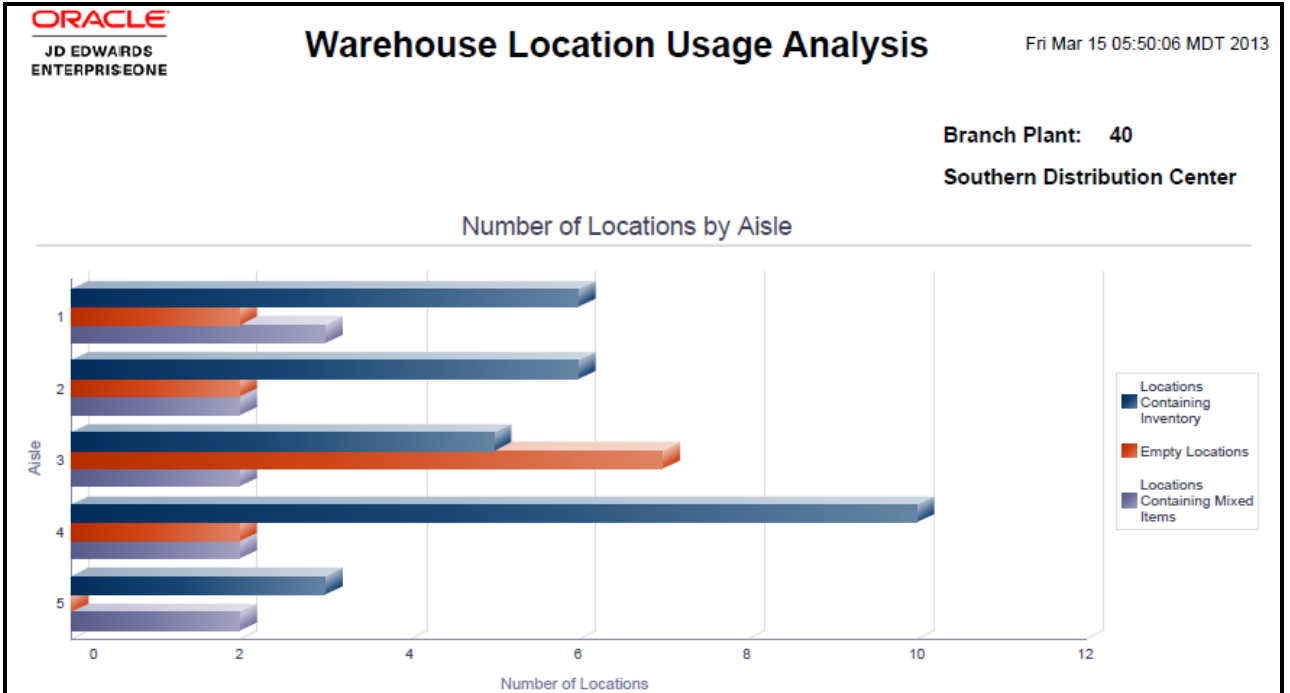 ORACLE
JD EDWARDS
ENTERPRISEONE
Warehouse Location Usage Analysis
Fri Mar 15 05:50:06 MDT 2013
Branch Plant: 40
Southern Distribution Center
Number of Locations by Aisle
1
2
3
4
5
Aisle
0 2 4 6 8 10 12
Number of Locations
Locations
Containing
Inventory
Empty Locations
Locations
Containing Mixed
Items